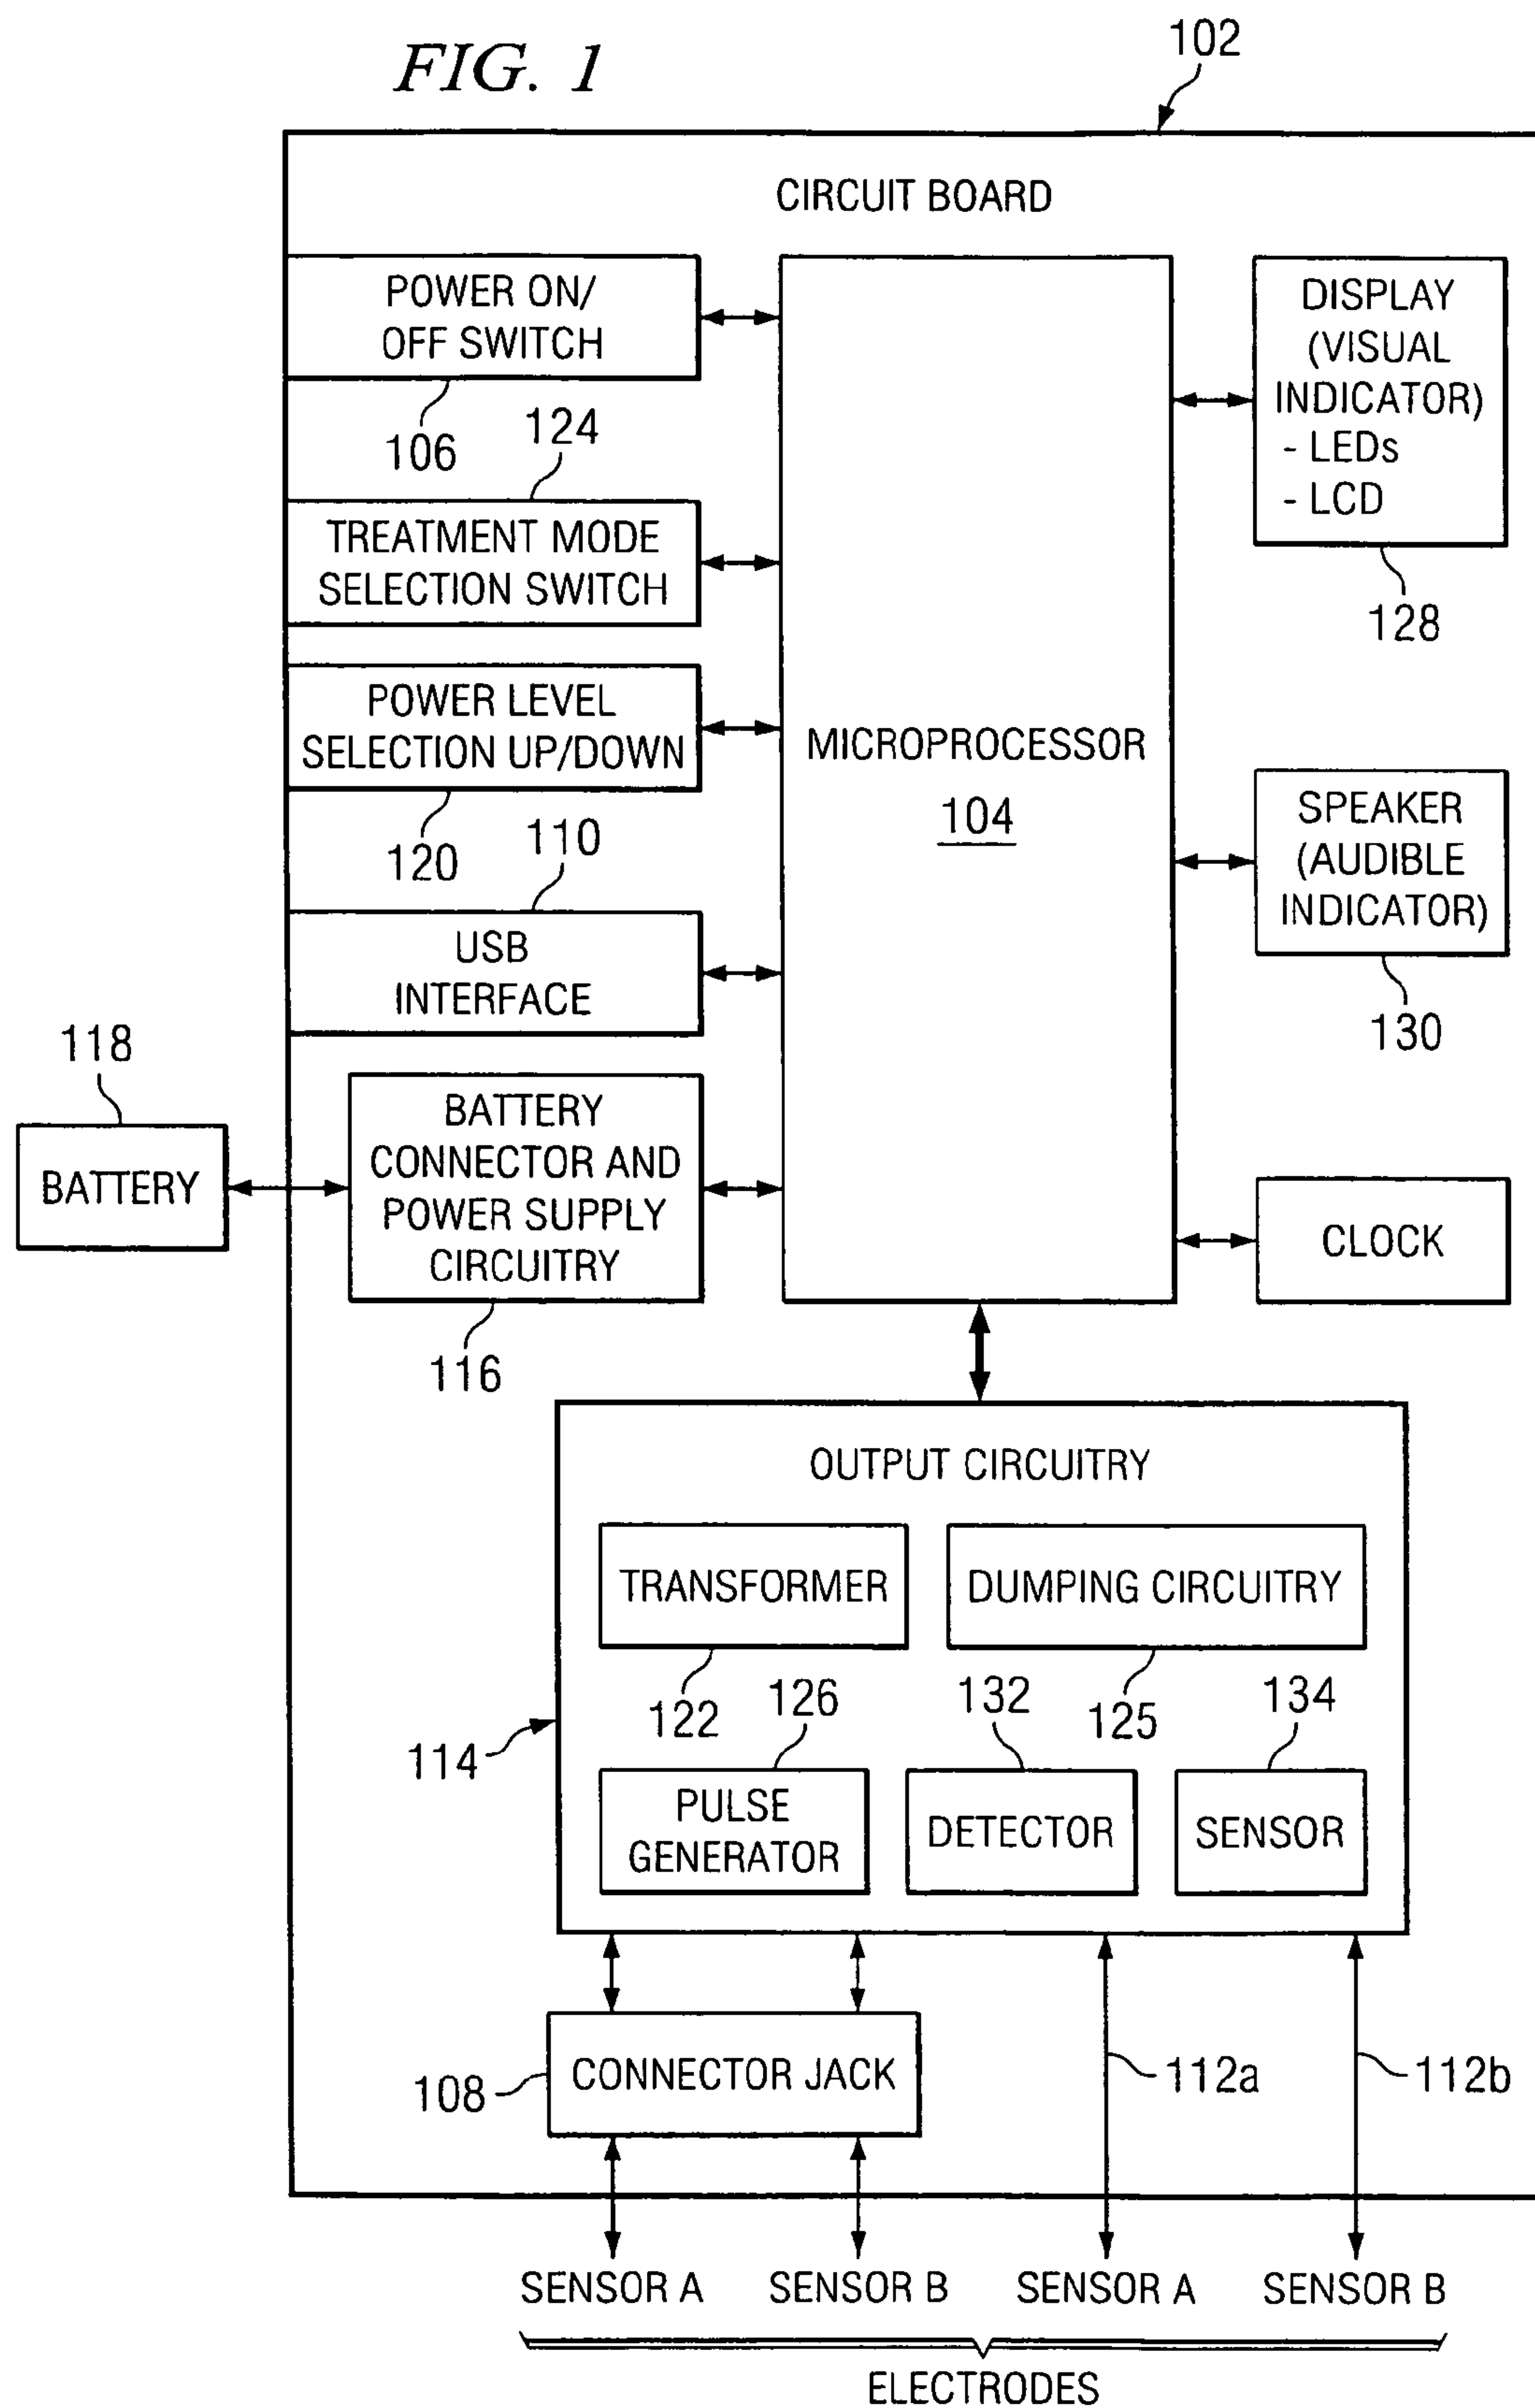 FIG. 1
102
CIRCUIT BOARD
POWER ON/
OFF SWITCH
106
124
TREATMENT MODE
SELECTION SWITCH
POWER LEVEL
SELECTION UP/DOWN
120
110
USB
INTERFACE
118
BATTERY
BATTERY
CONNECTOR AND
POWER SUPPLY
CIRCUITRY
116
MICROPROCESSOR
104
DISPLAY
(VISUAL
INDICATOR)
- LEDs
- LCD
128
SPEAKER
(AUDIBLE
INDICATOR)
130
CLOCK
OUTPUT CIRCUITRY
TRANSFORMER
DUMPING CIRCUITRY
122
126
132
125
134
114
PULSE
GENERATOR
DETECTOR
SENSOR
108
CONNECTOR JACK
112a
112b
SENSOR A
SENSOR B
SENSOR A
SENSOR B
ELECTRODES